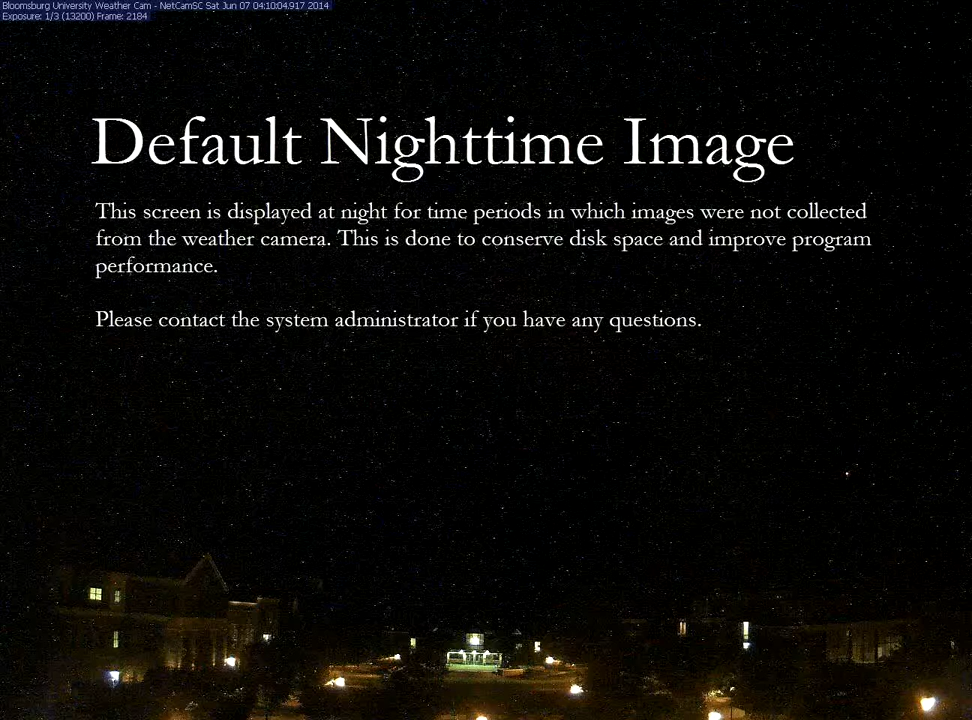 Bloomsburg University Weather Cam - NetCamSC Sat Jun 07 04:10:04.917 2014
Exposure: 1/3 (13200) Frame: 2184
Default Nighttime Image
This screen is displayed at night for time periods in which images were not collected
from the weather camera. This is done to conserve disk space and improve program
performance.
Please contact the system administrator if you have any questions.